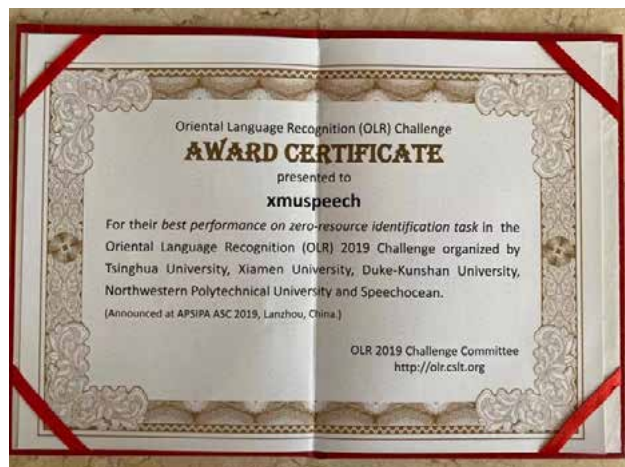 Oriental Language Recognition (OLR) Challenge
AWARD CERTIFICATE
presented to
xmuspeech
For their best performance on zero-resource identification task in the
Oriental Language Recognition (OLR) 2019 Challenge organized by
Tsinghua University, Xiamen University, Duke-Kunshan University,
Northwestern Polytechnical University and Speechocean.
(Announced at APSIPA ASC 2019, Lanzhou, China.)
OLR 2019 Challenge Committee
http://olr.cslt.org